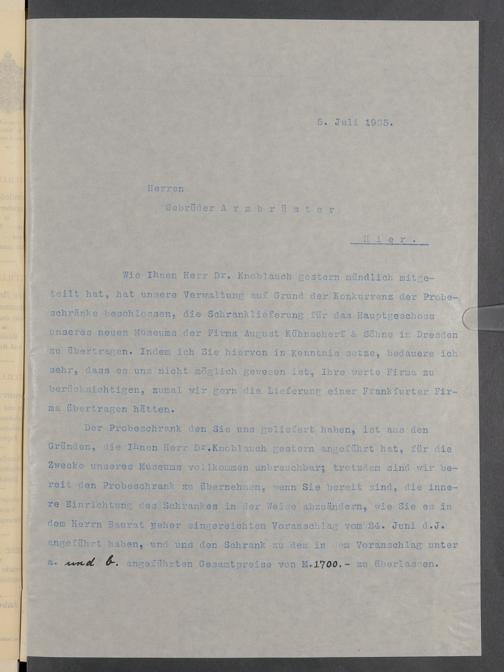 5. Juli 1905.
Herren
Gebrüder Armbrüster
Hier.
Wie Ihnen Herr Dr. Knoblauch gestern mündlich mitge-
teilt hat, hat unsere Verwaltung auf Grund der Konkurrenz der Probe-
schränke beschlossen, die Schranklieferung für das Hauptgeschoss
unseres neuen Museums der Firma August Kühnscherf & Söhne in Dresden
zu übertragen. Indem ich Sie hiervon in Kenntnis setze, bedauere ich
sehr, dass es uns nicht möglich gewesen ist, Ihre werte Firma zu
berücksichtigen, zumal wir gern die Lieferung einer Frankfurter Fir-
ma übertragen hätten.
Der Probeschrank den Sie uns geliefert haben, ist aus den
Gründen, die Ihnen Herr Dr.Knoblauch gestern angeführt hat, für die
Zwecke unseres Museums vollkommen unbrauchbar; trotzdem sind wir be-
reit den Probeschrank zu übernehmen, wenn Sie bereit sind, die inne-
re Einrichtung des Schrankes in der Weise abzuändern, wie Sie es in
dem Herrn Baurat Neher eingereichten Voranschlag vom 24. Juni d.J.
angeführt haben, und uns den Schrank zu dem in dem Voranschlag unter
a. und b. angeführten Gesamtpreise von M.1700.- zu überlassen.